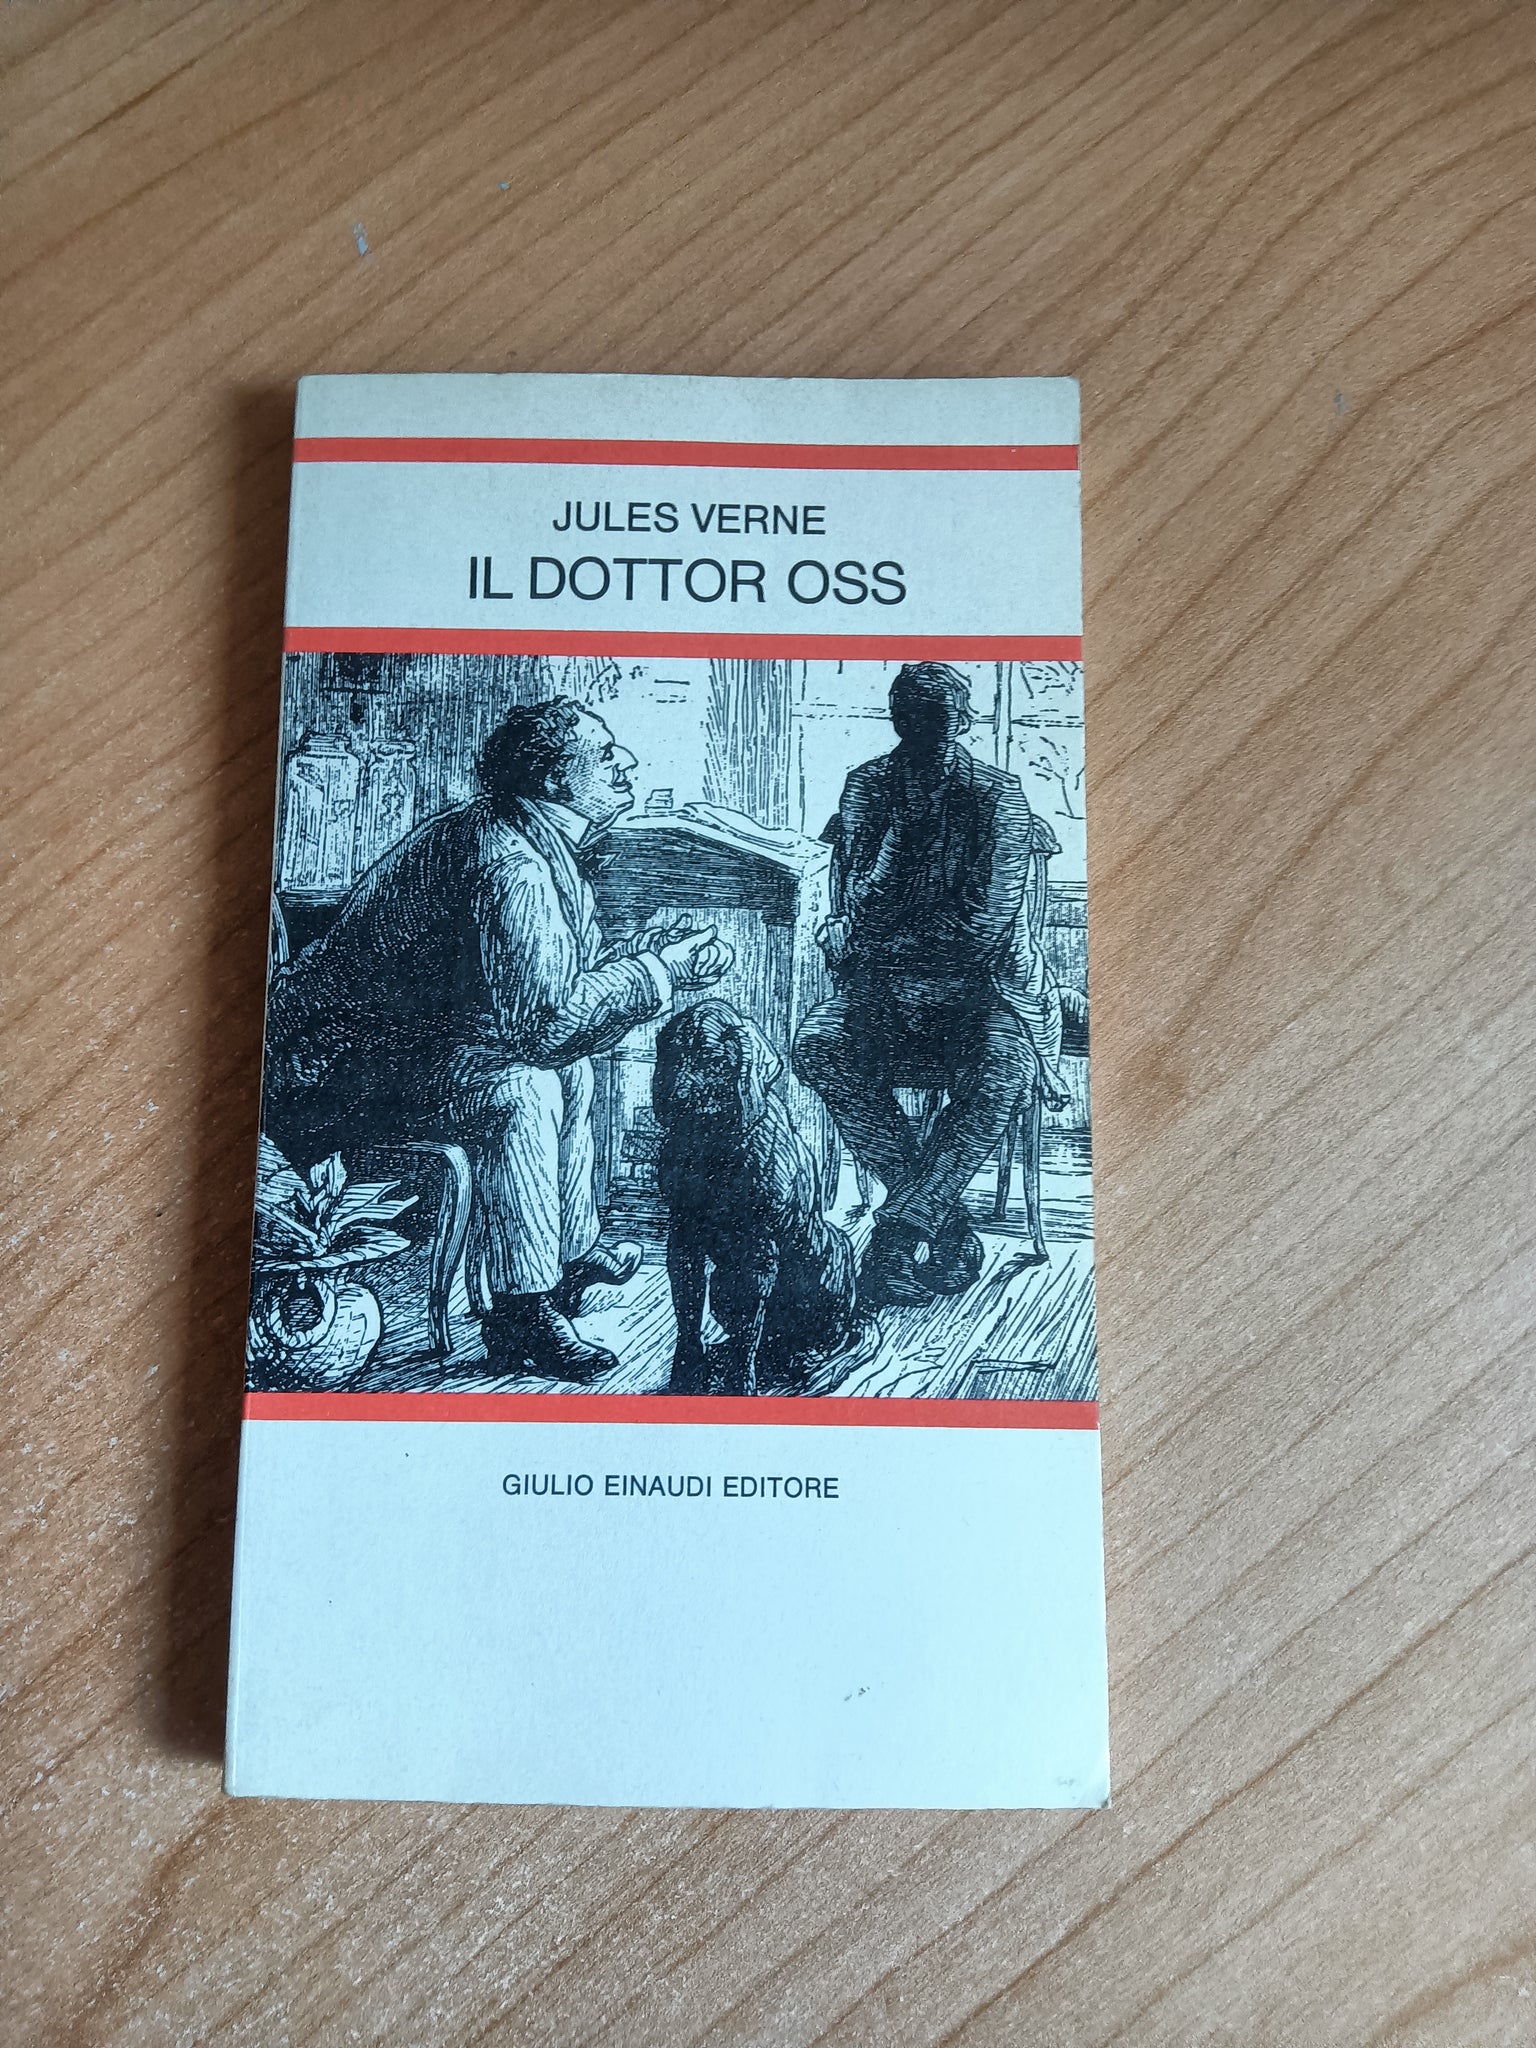 JULES VERNE
IL DOTTOR OSS
GIULIO EINAUDI EDITORE